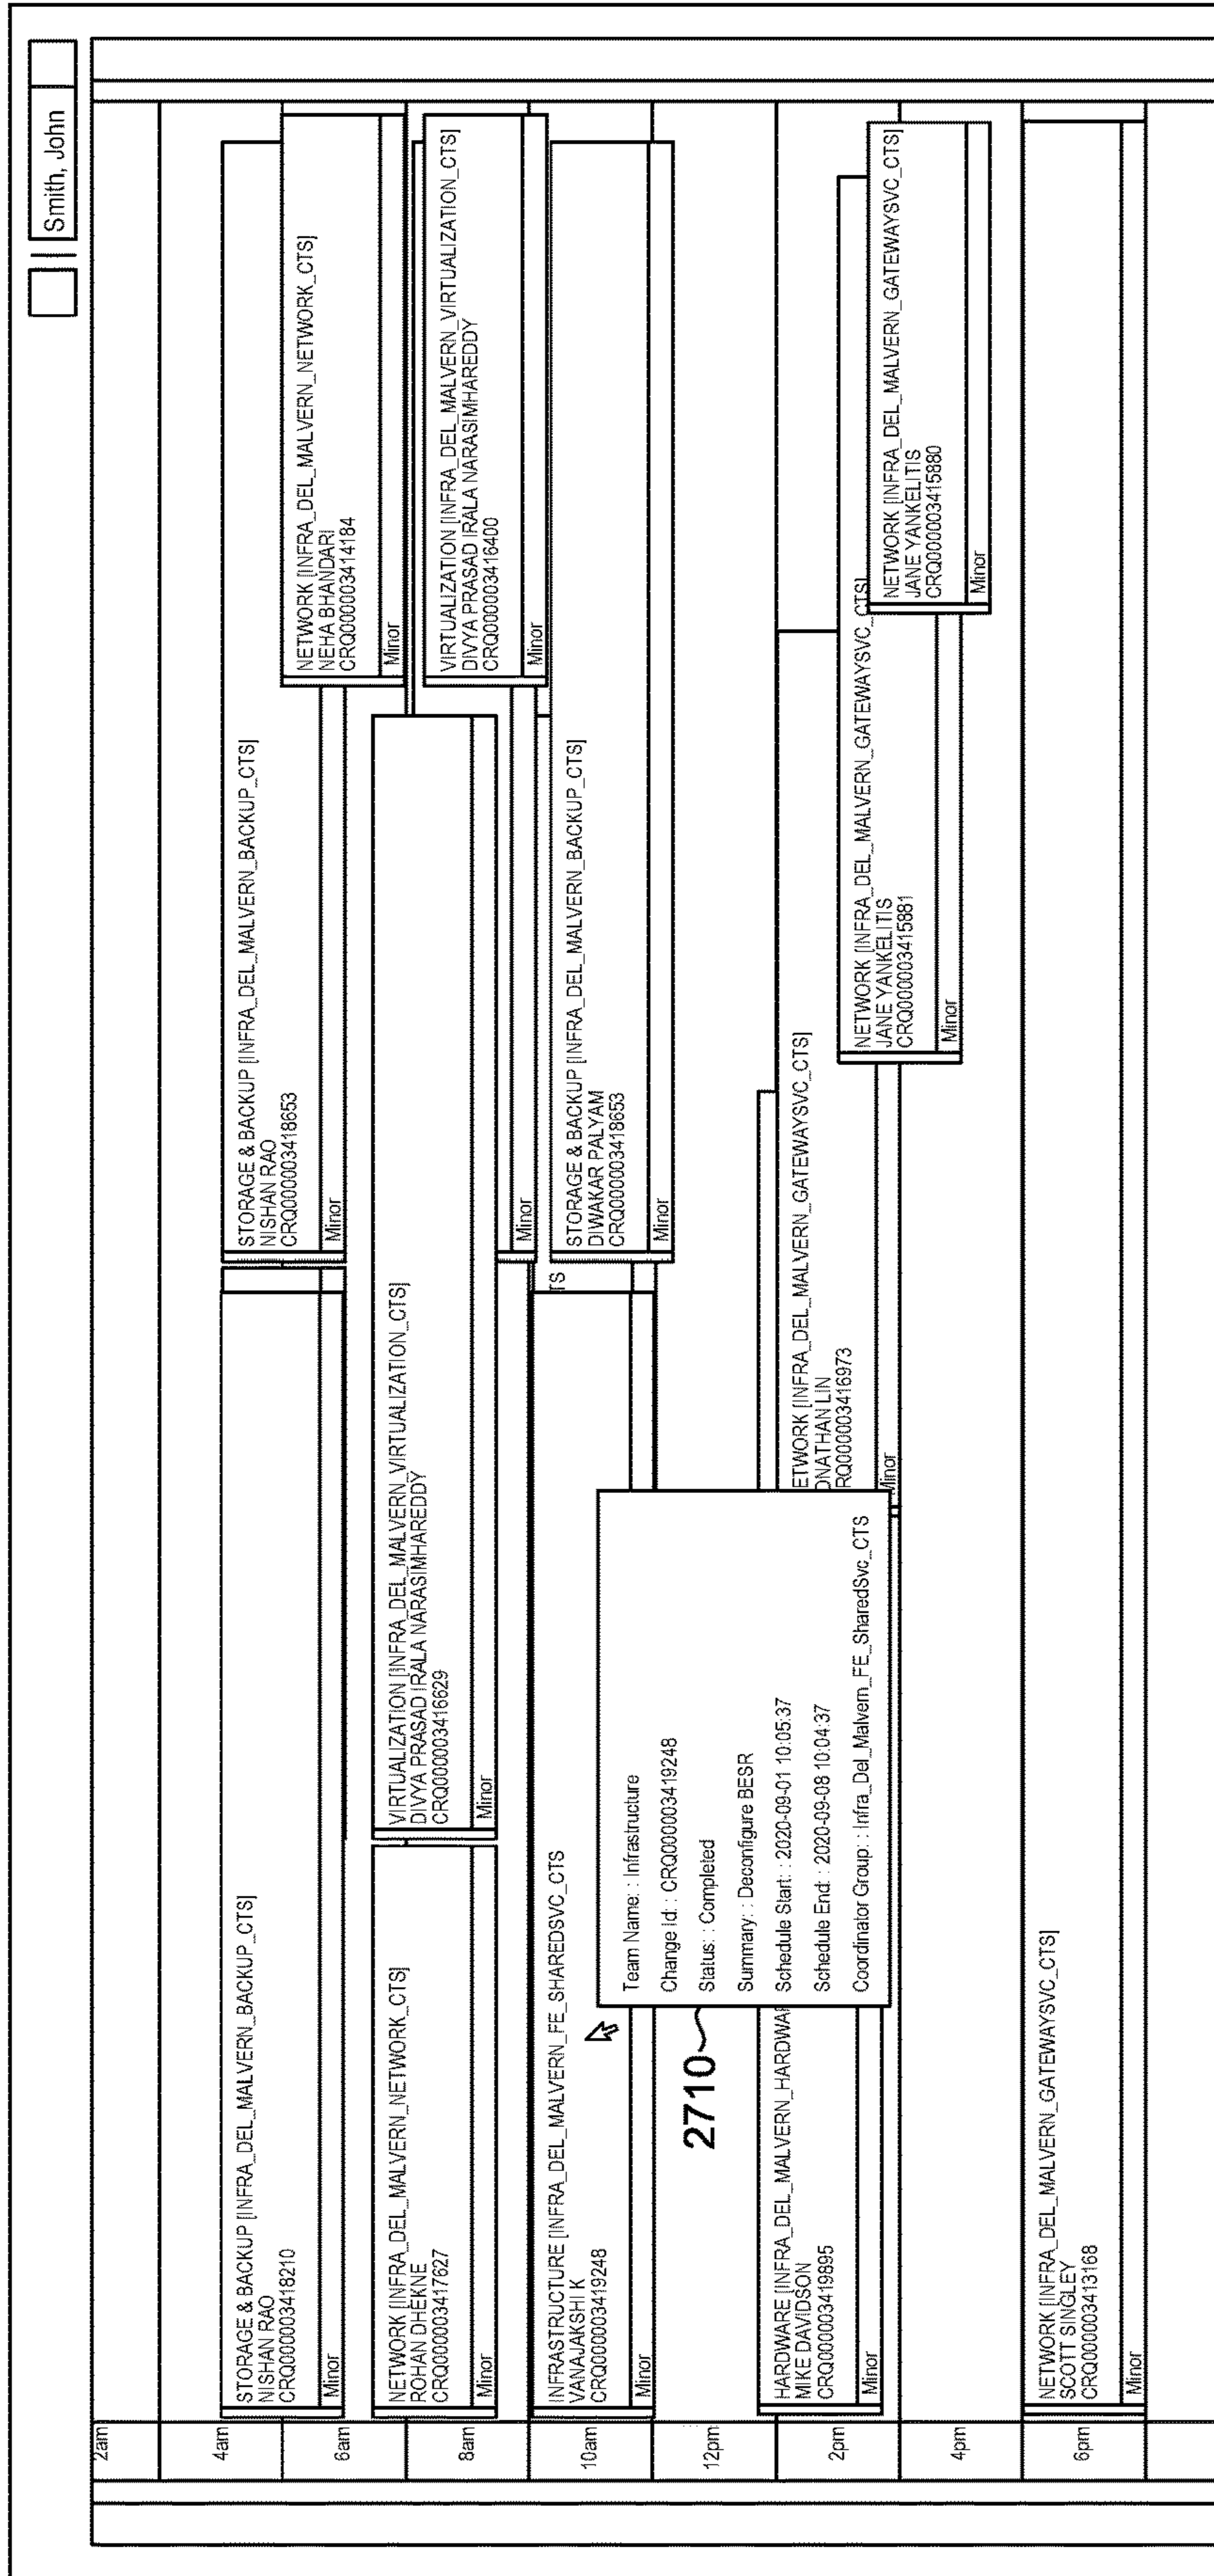 Smith, John
2am
4am
6am
8am
10am
12pm
2pm
4pm
6pm
STORAGE & BACKUP [INFRA_DEL_MALVERN_BACKUP_CTS]
NISHAN RAO
CRQ000003418210
Minor
STORAGE & BACKUP [INFRA_DEL_MALVERN_BACKUP_CTS]
NISHAN RAO
CRQ000003418653
Minor
NETWORK [INFRA_DEL_MALVERN_NETWORK_CTS]
NEHA BHANDARI
CRQ000003414184
Minor
NETWORK [INFRA_DEL_MALVERN_NETWORK_CTS]
ROHAN DHEKNE
CRQ000003417627
Minor
VIRTUALIZATION [INFRA_DEL_MALVERN_VIRTUALIZATION_CTS]
DIVYA PRASAD IRALA NARASIMHAREDDY
CRQ000003416629
Minor
VIRTUALIZATION [INFRA_DEL_MALVERN_VIRTUALIZATION_CTS]
DIVYA PRASAD IRALA NARASIMHAREDDY
CRQ000003416400
Minor
Minor
INFRASTRUCTURE [INFRA_DEL_MALVERN_FE_SHAREDSVC_CTS
VANAJAKSHI K
CRQ000003419248
Minor
TS
STORAGE & BACKUP [INFRA_DEL_MALVERN_BACKUP_CTS]
DIWAKAR PALYAM
CRQ000003418653
Minor
2710
Team Name: : Infrastructure
Change Id: : CRQ000003419248
Status: : Completed
Summary: : Deconfigure BESR
Schedule Start: : 2020-09-01 10:05:37
Schedule End: : 2020-09-08 10:04:37
Coordinator Group: : Infra_Del_Malvern_FE_SharedSvc_CTS
HARDWARE [INFRA_DEL_MALVERN_HARDWA
MIKE DAVIDSON
CRQ000003419895
Minor
ETWORK [INFRA_DEL_MALVERN_GATEWAYSVC_CTS]
ONATHAN LIN
RQ000003416973
Minor
NETWORK [INFRA_DEL_MALVERN_GATEWAYSVC_CTS]
JANE YANKELITIS
CRQ000003415881
Minor
NETWORK [INFRA_DEL_MALVERN_GATEWAYSVC_CTS]
JANE YANKELITIS
CRQ000003415880
Minor
NETWORK [INFRA_DEL_MALVERN_GATEWAYSVC_CTS]
SCOTT SINGLEY
CRQ000003413168
Minor